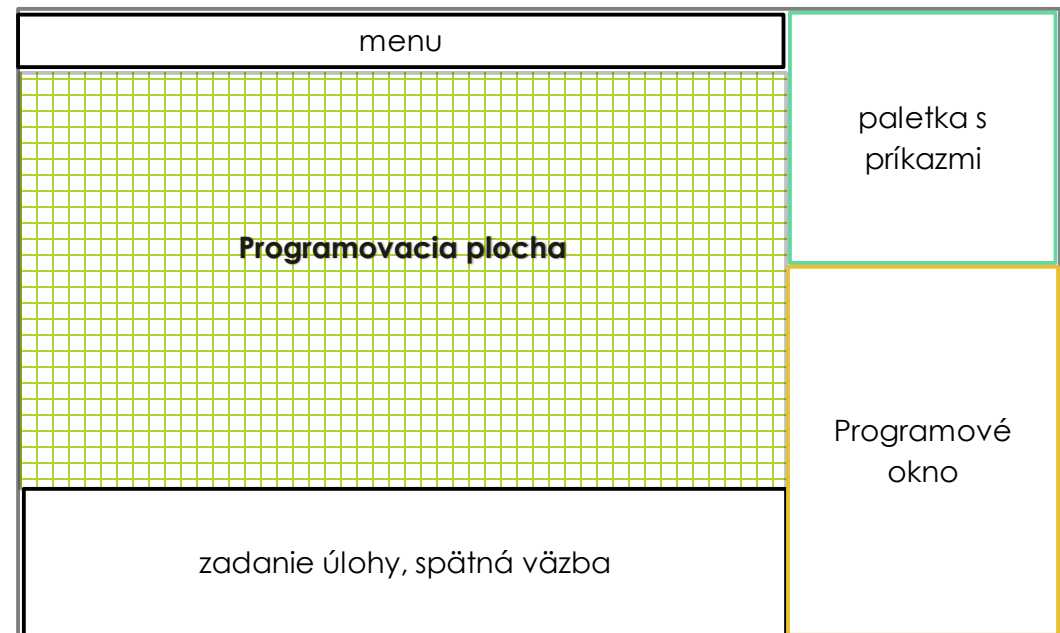 menu
paletka s
príkazmi
Programovacia plocha
Programové
okno
zadanie úlohy, spätná väzba